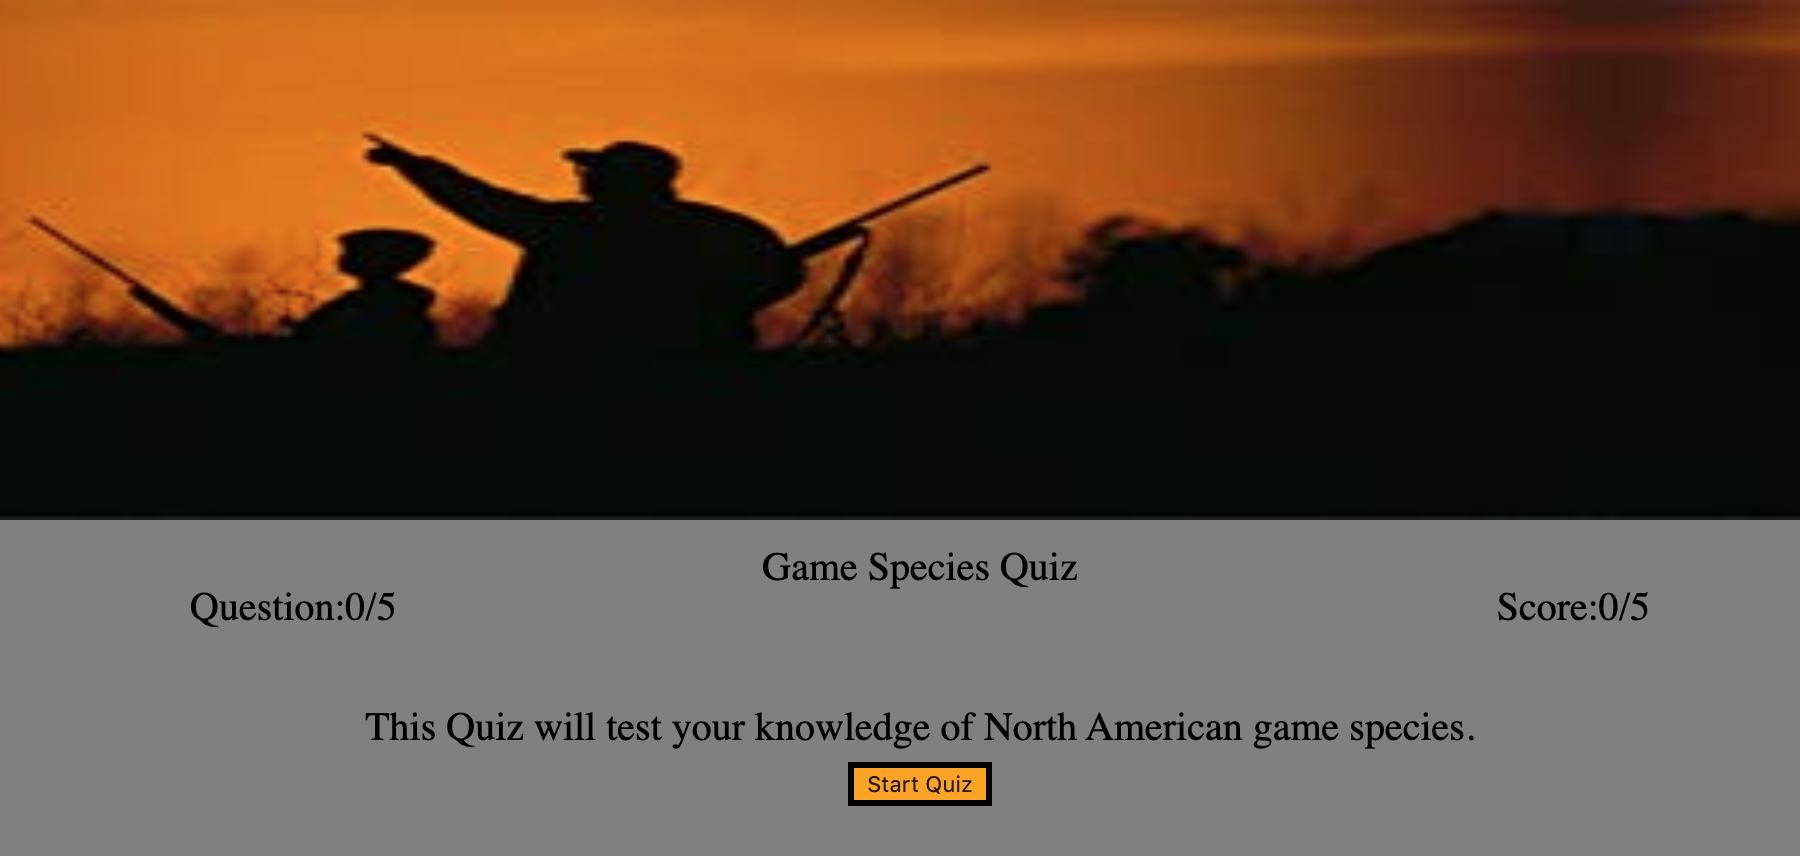 Game Species Quiz
Question:0/5
Score:0/5
This Quiz will test your knowledge of North American game species.
Start Quiz